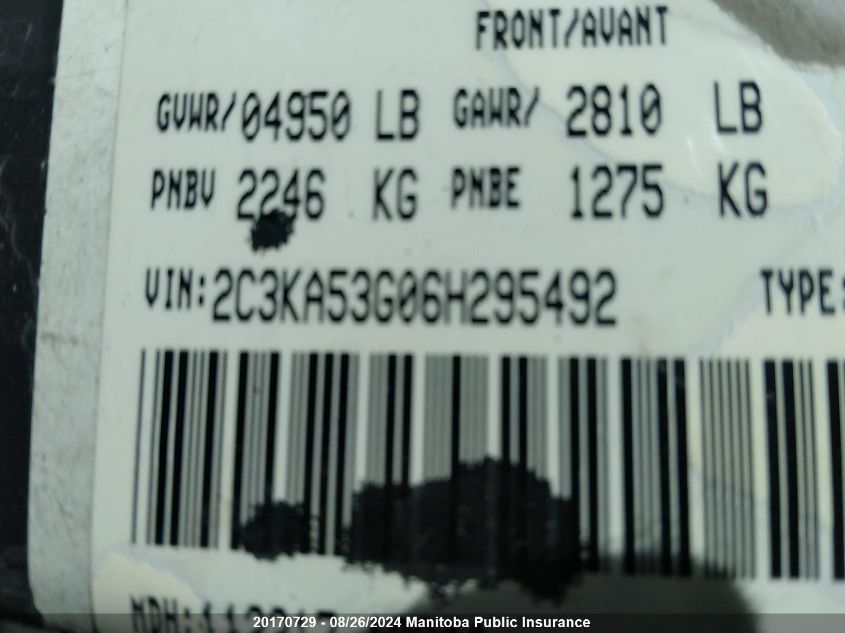 FRONT/AVANT
GVWR/04950 LB GAWR/ 2810 LB
PNBV 2246 KG PNBE 1275 KG
VIN:2C3KA53G06H295492 TYPE:
20170729 - 08/26/2024 Manitoba Public Insurance